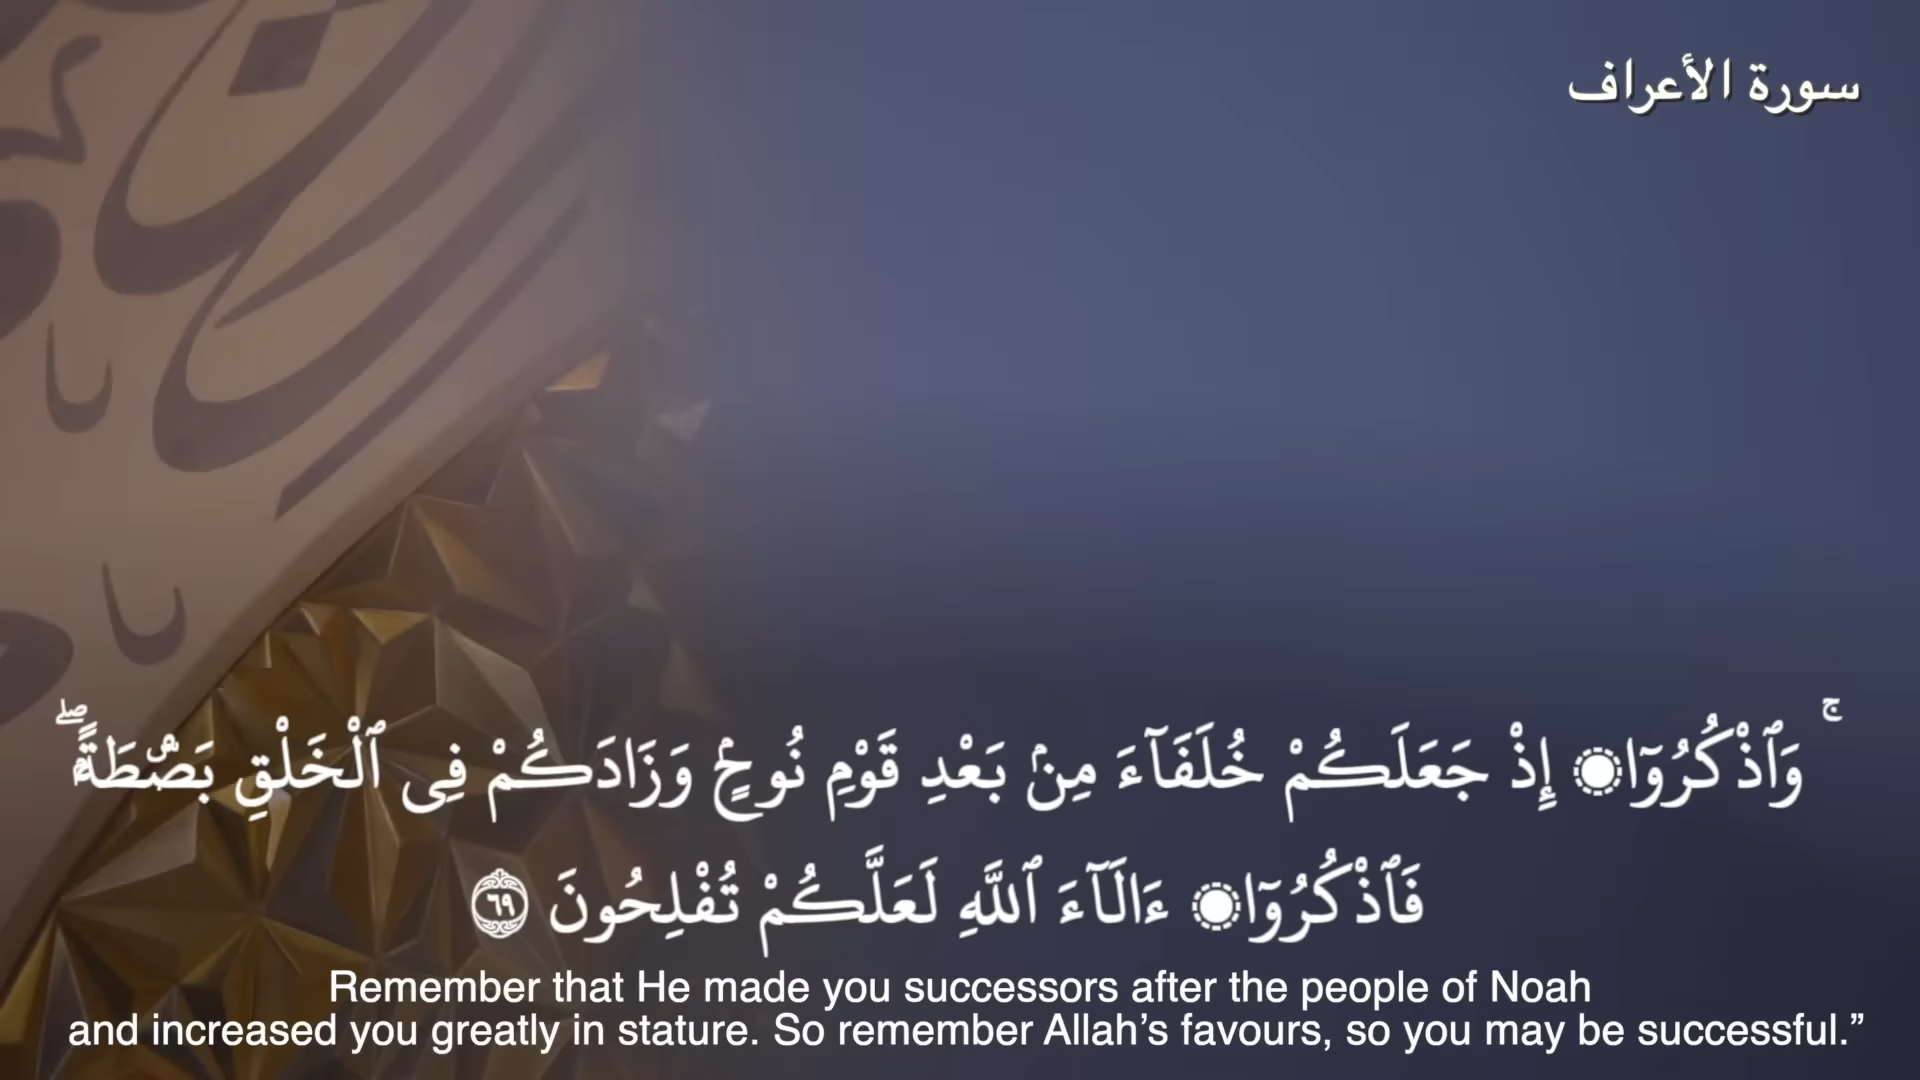 سورة الأعراف
ۚ وَٱذْكُرُوٓا۟ إِذْ جَعَلَكُمْ خُلَفَآءَ مِنۢ بَعْدِ قَوْمِ نُوحٍۢ وَزَادَكُمْ فِى ٱلْخَلْقِ بَصْۜطَةًۭ ۖ
فَٱذْكُرُوٓا۟ ءَالَآءَ ٱللَّهِ لَعَلَّكُمْ تُفْلِحُونَ ٦٩
Remember that He made you successors after the people of Noah
and increased you greatly in stature. So remember Allah’s favours, so you may be successful.”